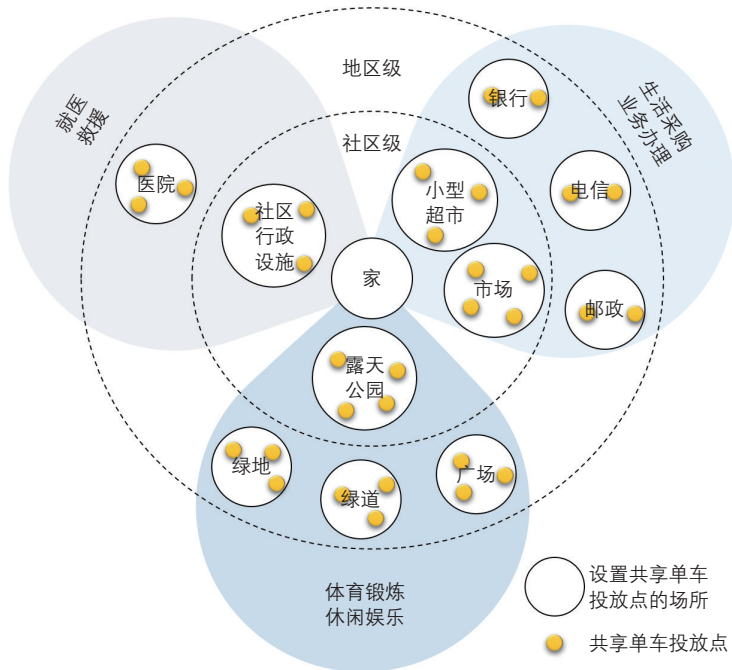 地区级
银行
生活采购
业务办理
就医
救援
社区级
医院
小型
超市
电信
社区
行政
设施
家
市场
邮政
露天
公园
绿地
绿道
广场
体育锻炼
休闲娱乐
设置共享单车
投放点的场所
共享单车投放点